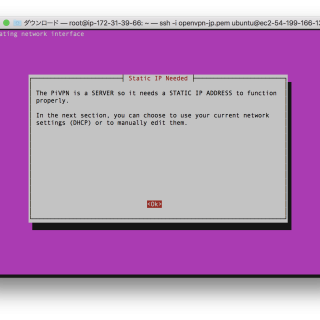 ダウンロード — root@ip-172-31-39-66: ~ — ssh -i openvpn-jp.pem ubuntu@ec2-54-199-166-1
ating network interface
Static IP Needed
The PiVPN is a SERVER so it needs a STATIC IP ADDRESS to function
properly.
In the next section, you can choose to use your current network
settings (DHCP) or to manually edit them.
<Ok>